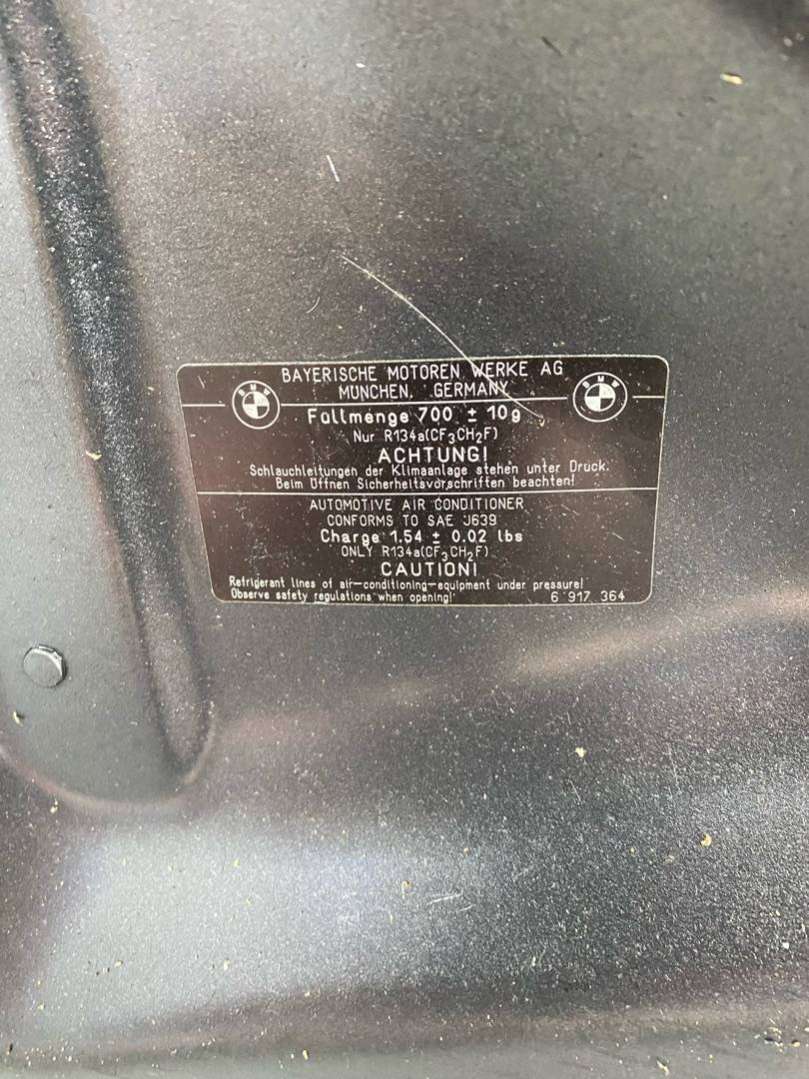 BAYERISCHE MOTOREN WERKE AG
MÜNCHEN, GERMANY
BMW
BMW
Füllmenge 700 ± 10g
Nur R134a(CF3CH2F)
ACHTUNG!
Schlauchleitungen der Klimaanlage stehen unter Druck.
Beim Öffnen Sicherheitsvorschriften beachten!
AUTOMOTIVE AIR CONDITIONER
CONFORMS TO SAE J639
Charge 1.54 ± 0.02 lbs
ONLY R134a(CF3CH2F)
CAUTION!
Refrigerant lines of air-conditioning-equipment under pressure!
Observe safety regulations when opening!
6 917 364